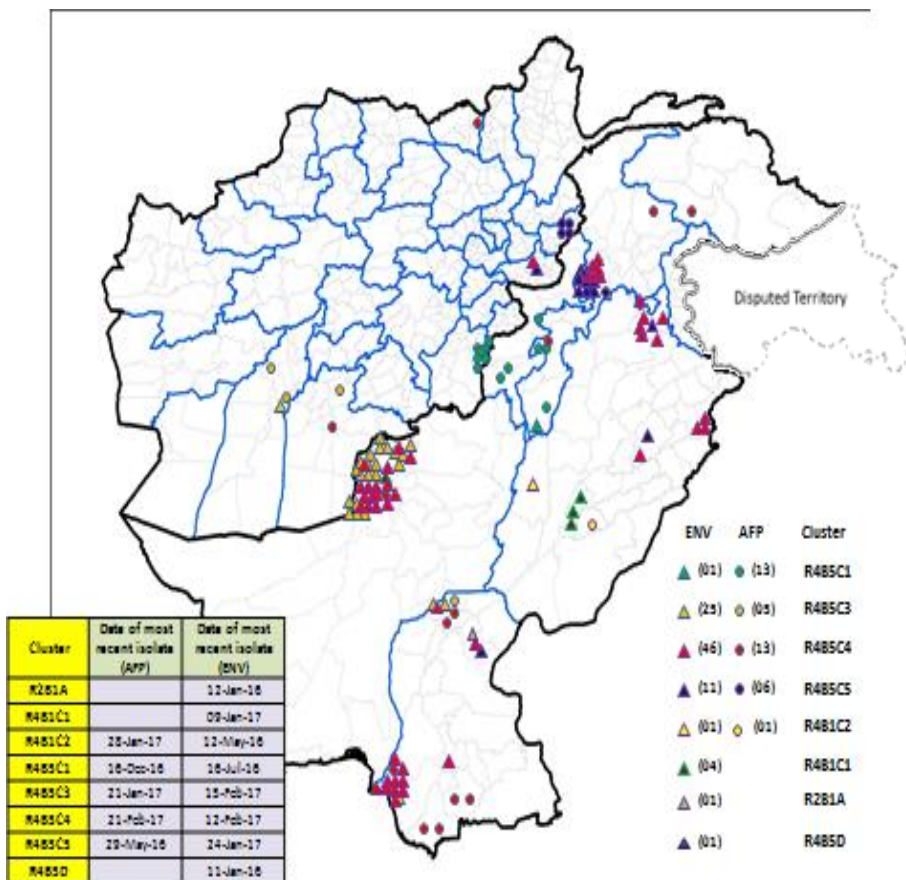 Disputed Territory
ENV AFP Cluster
(01) (13) R4B5C1
(25) (05) R4B5C3
(46) (13) R4B5C4
(11) (06) R4B5C5
(01) (01) R4B1C2
(04) R4B1C1
(01) R2B1A
(01) R4B5D
Cluster Date of most recent isolate (AFP) Date of most recent isolate (ENV)
R2B1A 12-Jan-16
R4B1C1 09-Jan-17
R4B1C2 28-Jan-17 12-May-16
R4B5C1 16-Dec-16 16-Jul-16
R4B5C3 21-Jan-17 15-Feb-17
R4B5C4 21-Feb-17 12-Feb-17
R4B5C5 29-May-16 24-Jan-17
R4B5D 11-Jan-16